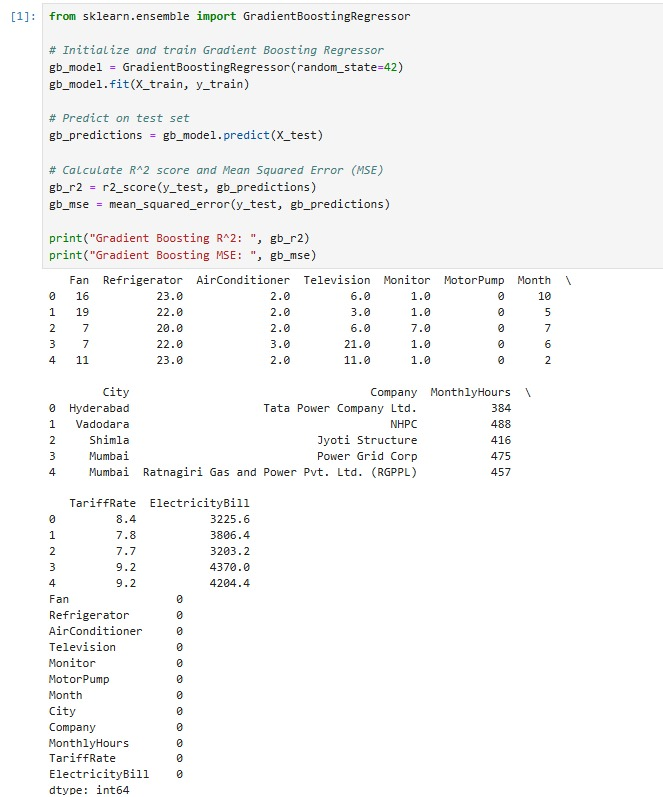 [1]: from sklearn.ensemble import GradientBoostingRegressor
# Initialize and train Gradient Boosting Regressor
gb_model = GradientBoostingRegressor(random_state=42)
gb_model.fit(X_train, y_train)
# Predict on test set
gb_predictions = gb_model.predict(X_test)
# Calculate R^2 score and Mean Squared Error (MSE)
gb_r2 = r2_score(y_test, gb_predictions)
gb_mse = mean_squared_error(y_test, gb_predictions)
print("Gradient Boosting R^2: ", gb_r2)
print("Gradient Boosting MSE: ", gb_mse)
Fan Refrigerator AirConditioner Television Monitor MotorPump Month \
0 16 23.0 2.0 6.0 1.0 0 10
1 19 22.0 2.0 3.0 1.0 0 5
2 7 20.0 2.0 6.0 7.0 0 7
3 7 22.0 3.0 21.0 1.0 0 6
4 11 23.0 2.0 11.0 1.0 0 2
City Company MonthlyHours \
0 Hyderabad Tata Power Company Ltd. 384
1 Vadodara NHPC 488
2 Shimla Jyoti Structure 416
3 Mumbai Power Grid Corp 475
4 Mumbai Ratnagiri Gas and Power Pvt. Ltd. (RGPPL) 457
TariffRate ElectricityBill
0 8.4 3225.6
1 7.8 3806.4
2 7.7 3203.2
3 9.2 4370.0
4 9.2 4204.4
Fan 0
Refrigerator 0
AirConditioner 0
Television 0
Monitor 0
MotorPump 0
Month 0
City 0
Company 0
MonthlyHours 0
TariffRate 0
ElectricityBill 0
dtype: int64